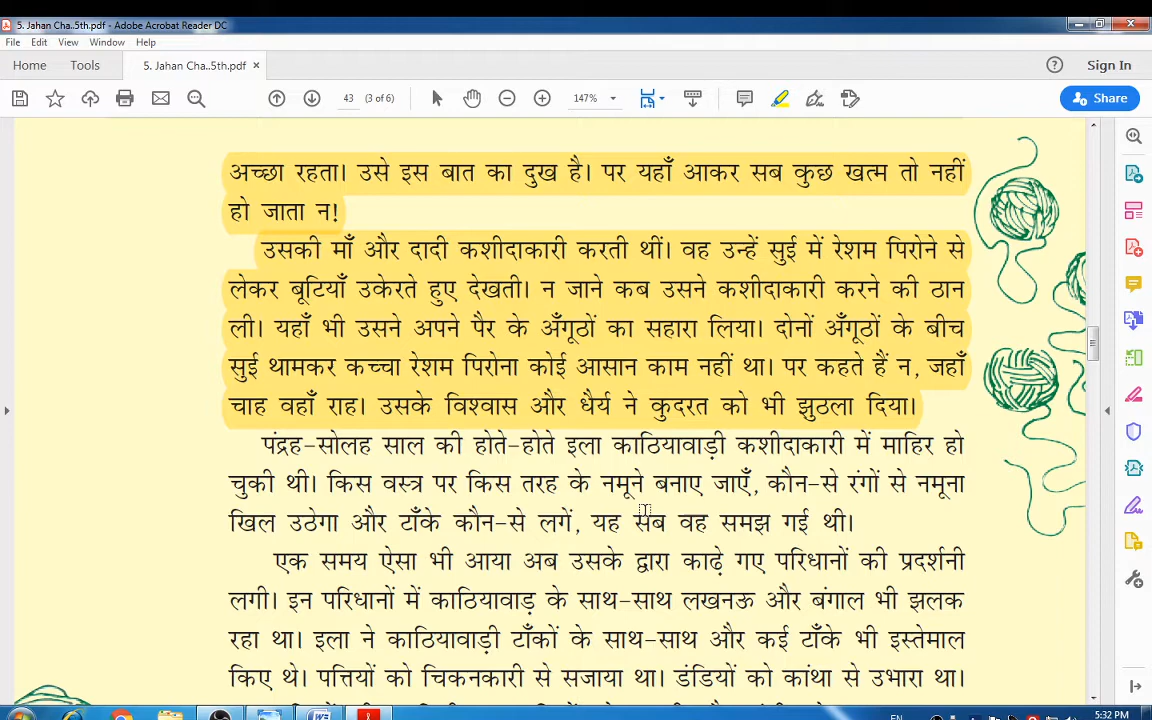 5. Jahan Cha..5th.pdf - Adobe Acrobat Reader DC
File Edit View Window Help
Home Tools 5. Jahan Cha..5th.pdf × Sign In
43 (3 of 6) 147% Share
अच्छा रहता। उसे इस बात का दुख है। पर यहाँ आकर सब कुछ खत्म तो नहीं
हो जाता न!
उसकी माँ और दादी कशीदाकारी करती थीं। वह उन्हें सुई में रेशम पिरोने से
लेकर बूटियाँ उकेरते हुए देखती। न जाने कब उसने कशीदाकारी करने की ठान
ली। यहाँ भी उसने अपने पैर के अँगूठों का सहारा लिया। दोनों अँगूठों के बीच
सुई थामकर कच्चा रेशम पिरोना कोई आसान काम नहीं था। पर कहते हैं न, जहाँ
चाह वहाँ राह। उसके विश्वास और धैर्य ने कुदरत को भी झुठला दिया।
पंद्रह-सोलह साल की होते-होते इला काठियावाड़ी कशीदाकारी में माहिर हो
चुकी थी। किस वस्त्र पर किस तरह के नमूने बनाए जाएँ, कौन-से रंगों से नमूना
खिल उठेगा और टाँके कौन-से लगें, यह सब वह समझ गई थी।
एक समय ऐसा भी आया अब उसके द्वारा काढ़े गए परिधानों की प्रदर्शनी
लगी। इन परिधानों में काठियावाड़ के साथ-साथ लखनऊ और बंगाल भी झलक
रहा था। इला ने काठियावाड़ी टाँकों के साथ-साथ और कई टाँके भी इस्तेमाल
किए थे। पत्तियों को चिकनकारी से सजाया था। डंडियों को कांथा से उभारा था।
EN 5:32 PM